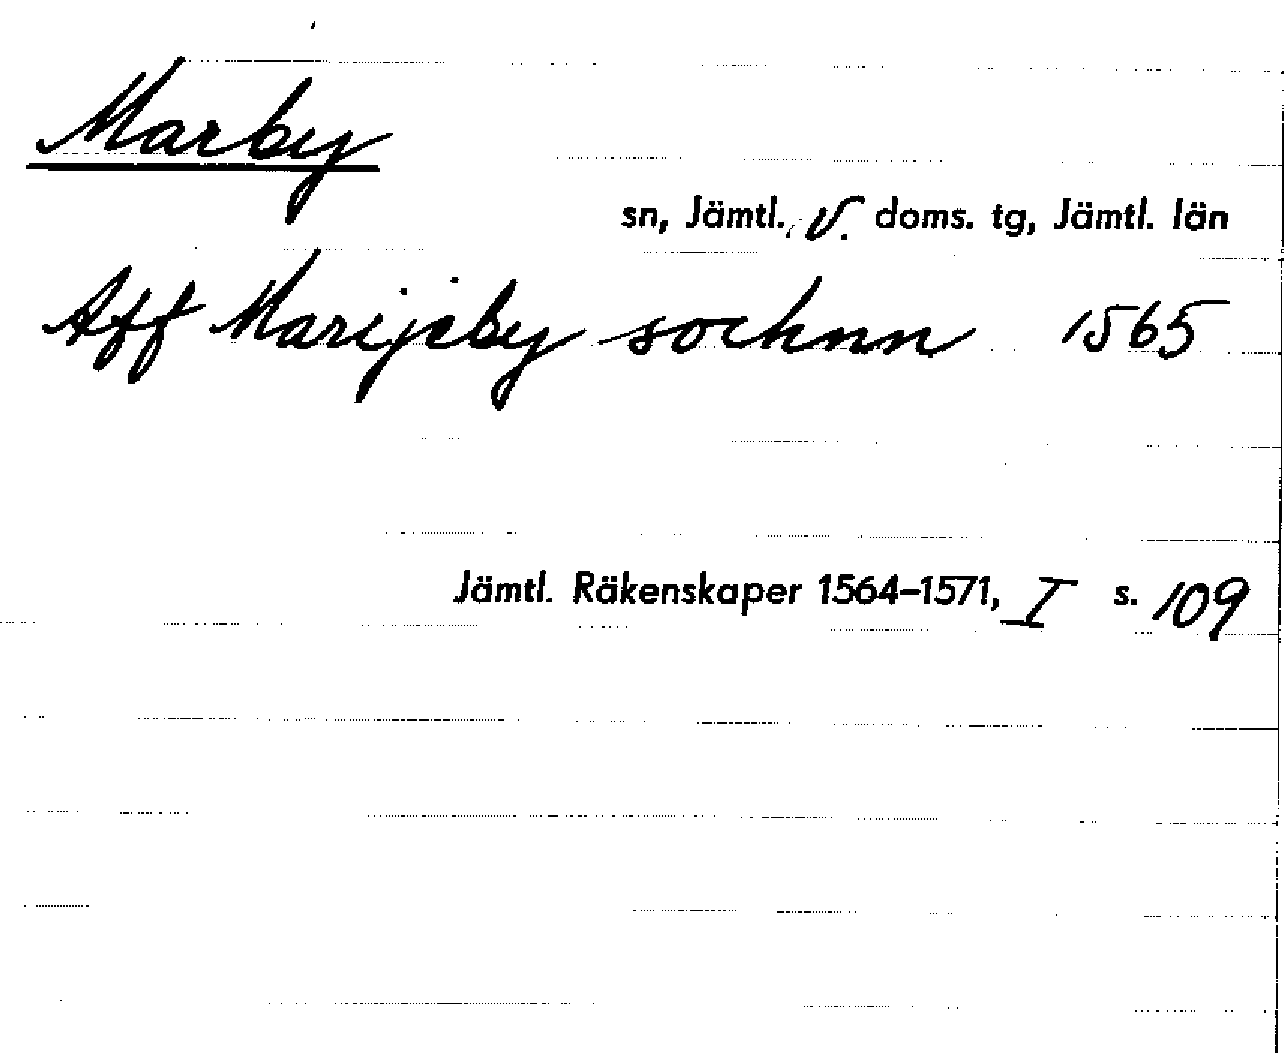 Marby
sn, Jämtl. v. doms. tg, Jämtl. län
Aff Marijeby sochnn 1565
Jämtl. Räkenskaper 1564–1571, I s. 109